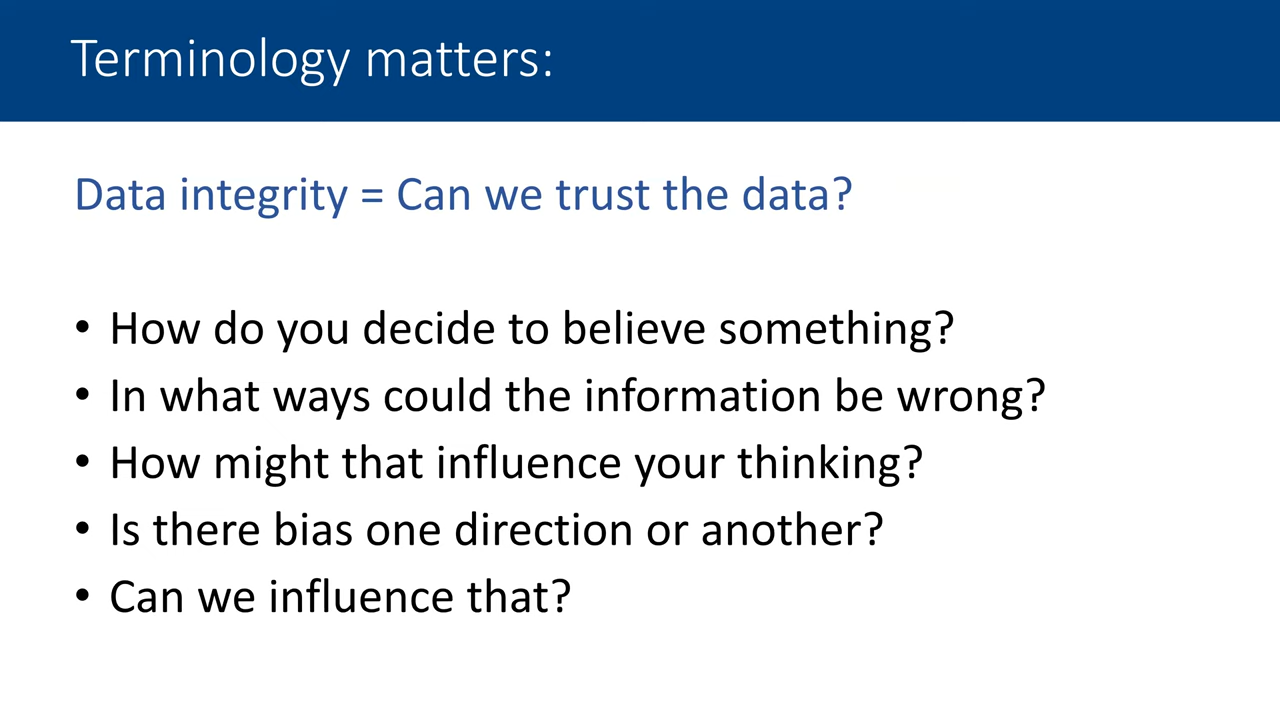 Terminology matters:
Data integrity = Can we trust the data?
• How do you decide to believe something?
• In what ways could the information be wrong?
• How might that influence your thinking?
• Is there bias one direction or another?
• Can we influence that?